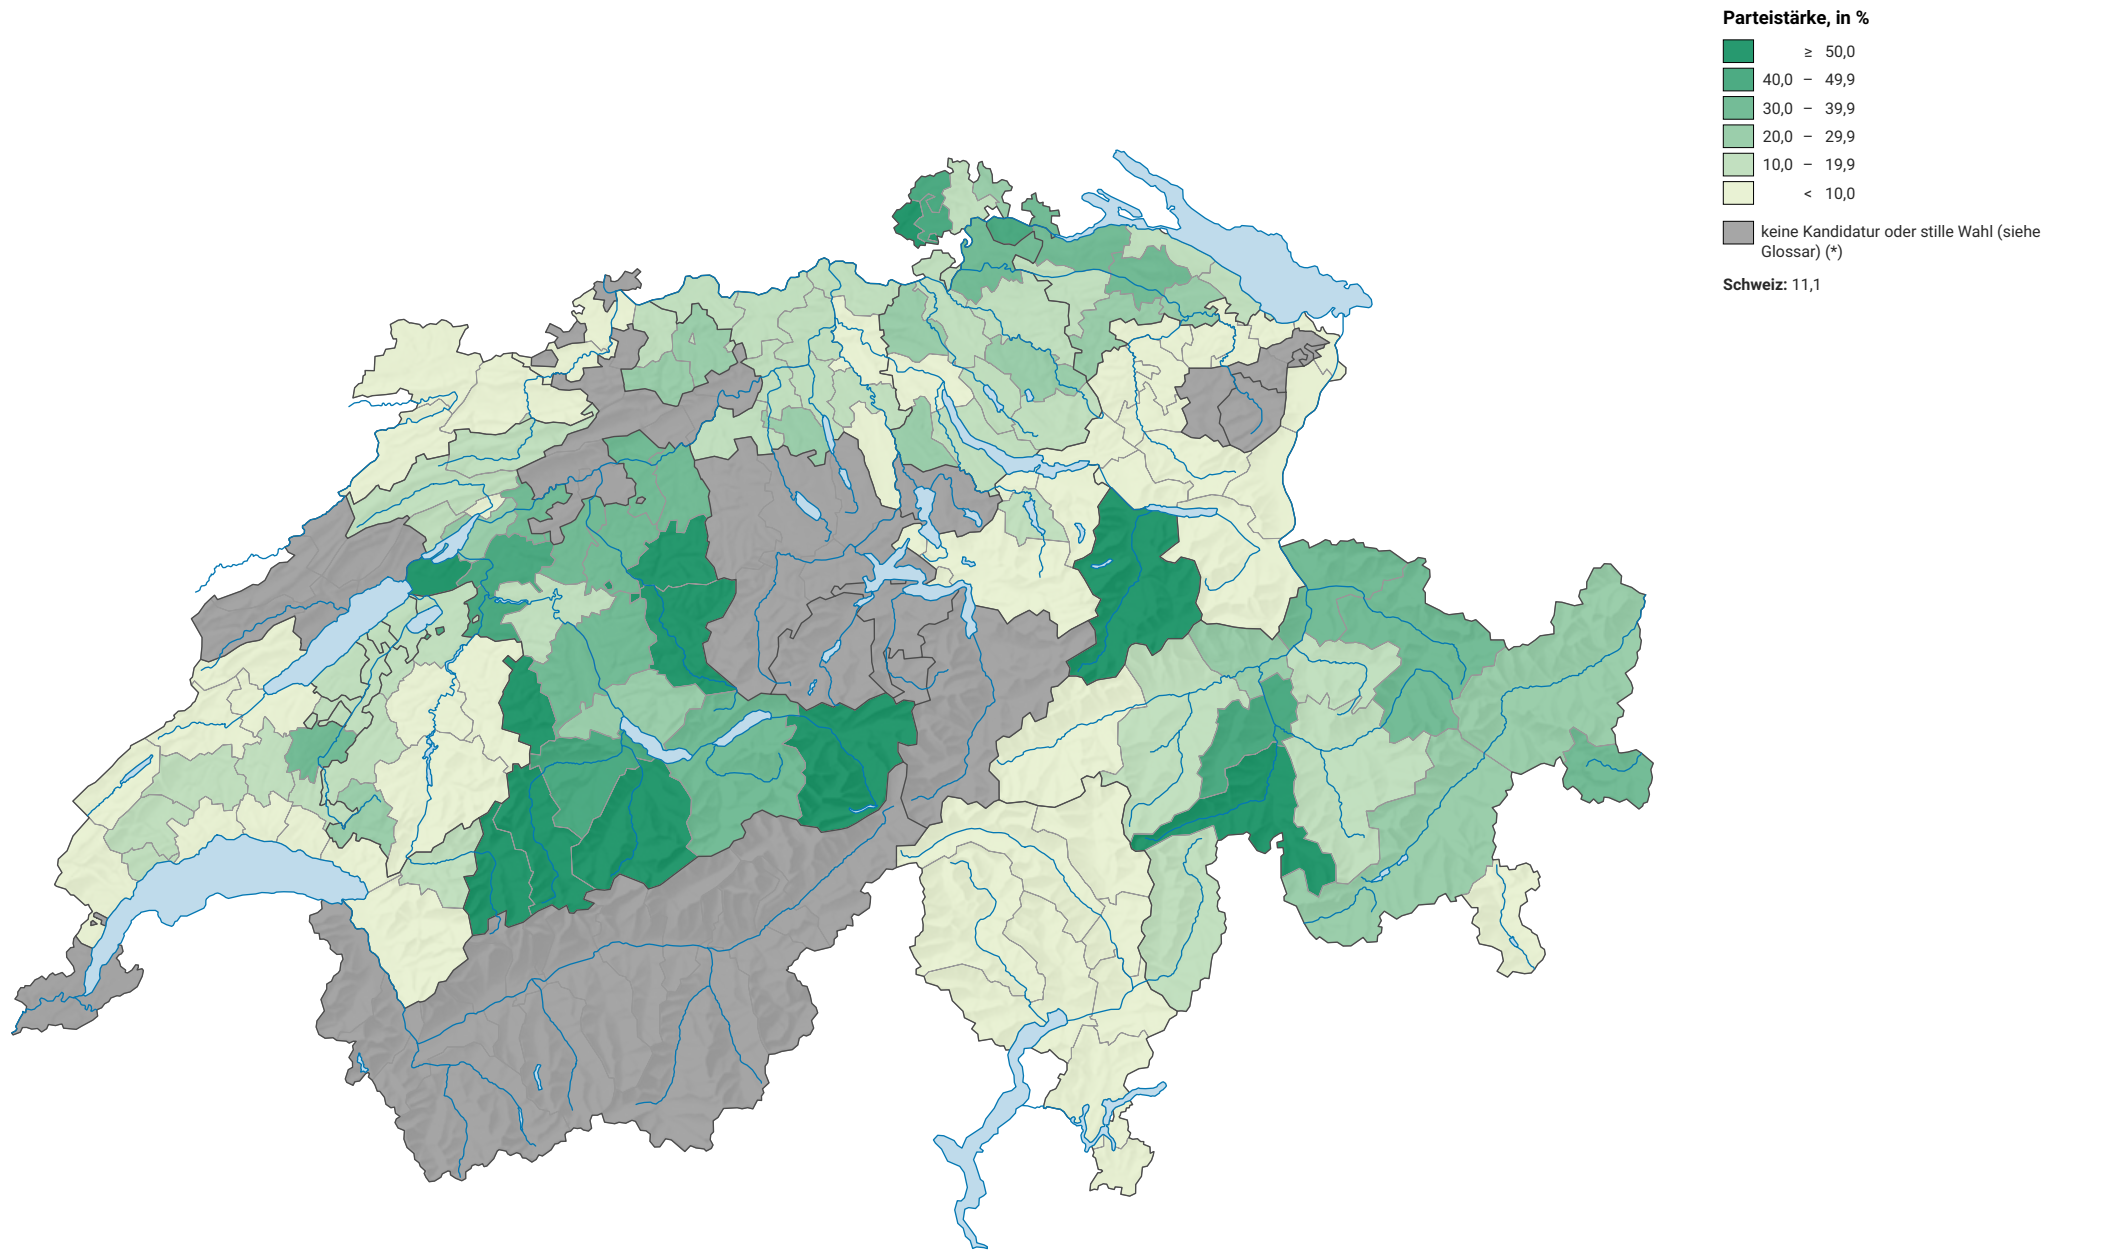 Parteistärke, in %
≥ 50,0
40,0 – 49,9
30,0 – 39,9
20,0 – 29,9
10,0 – 19,9
< 10,0
keine Kandidatur oder stille Wahl (siehe
Glossar) (*)
Schweiz: 11,1